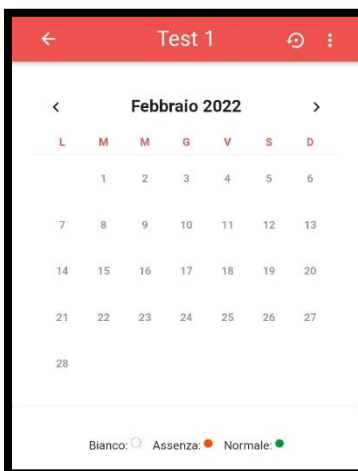 Test 1
Febbraio 2022
L M M G V S D
1 2 3 4 5 6
7 8 9 10 11 12 13
14 15 16 17 18 19 20
21 22 23 24 25 26 27
28
Bianco: Assenza: Normale: